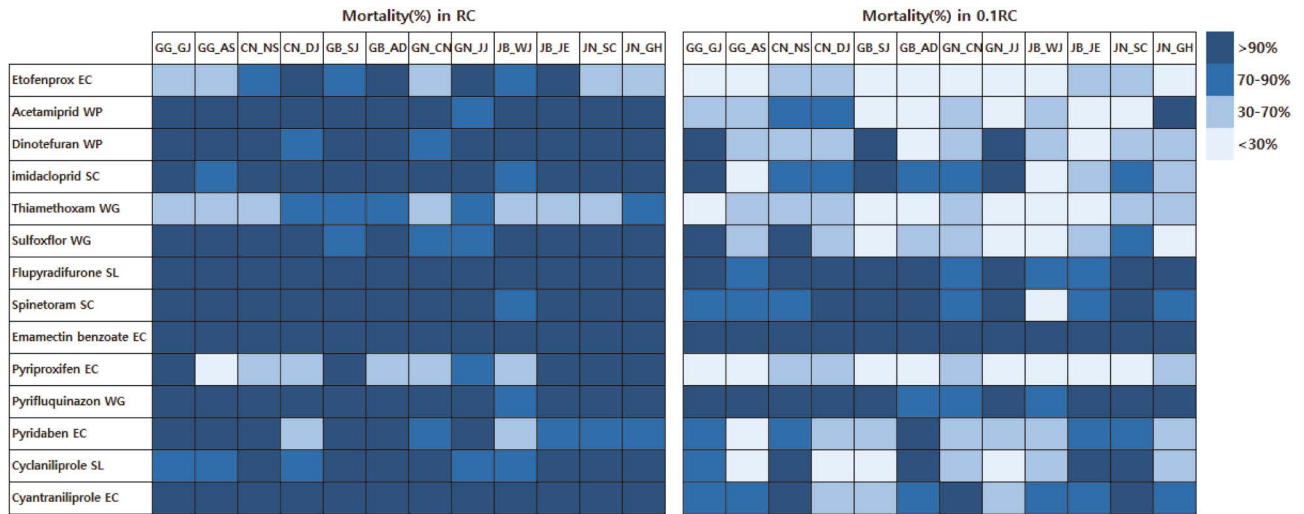 Mortality(%) in RC
Mortality(%) in 0.1RC
GG_GJ GG_AS CN_NS CN_DJ GB_SJ GB_AD GN_CN GN_JJ JB_WJ JB_JE JN_SC JN_GH
GG_GJ GG_AS CN_NS CN_DJ GB_SJ GB_AD GN_CN GN_JJ JB_WJ JB_JE JN_SC JN_GH
>90%
70-90%
30-70%
<30%
Etofenprox EC
Acetamiprid WP
Dinotefuran WP
imidacloprid SC
Thiamethoxam WG
Sulfoxflor WG
Flupyradifurone SL
Spinetoram SC
Emamectin benzoate EC
Pyriproxifen EC
Pyrifluquinazon WG
Pyridaben EC
Cyclaniliprole SL
Cyantraniliprole EC